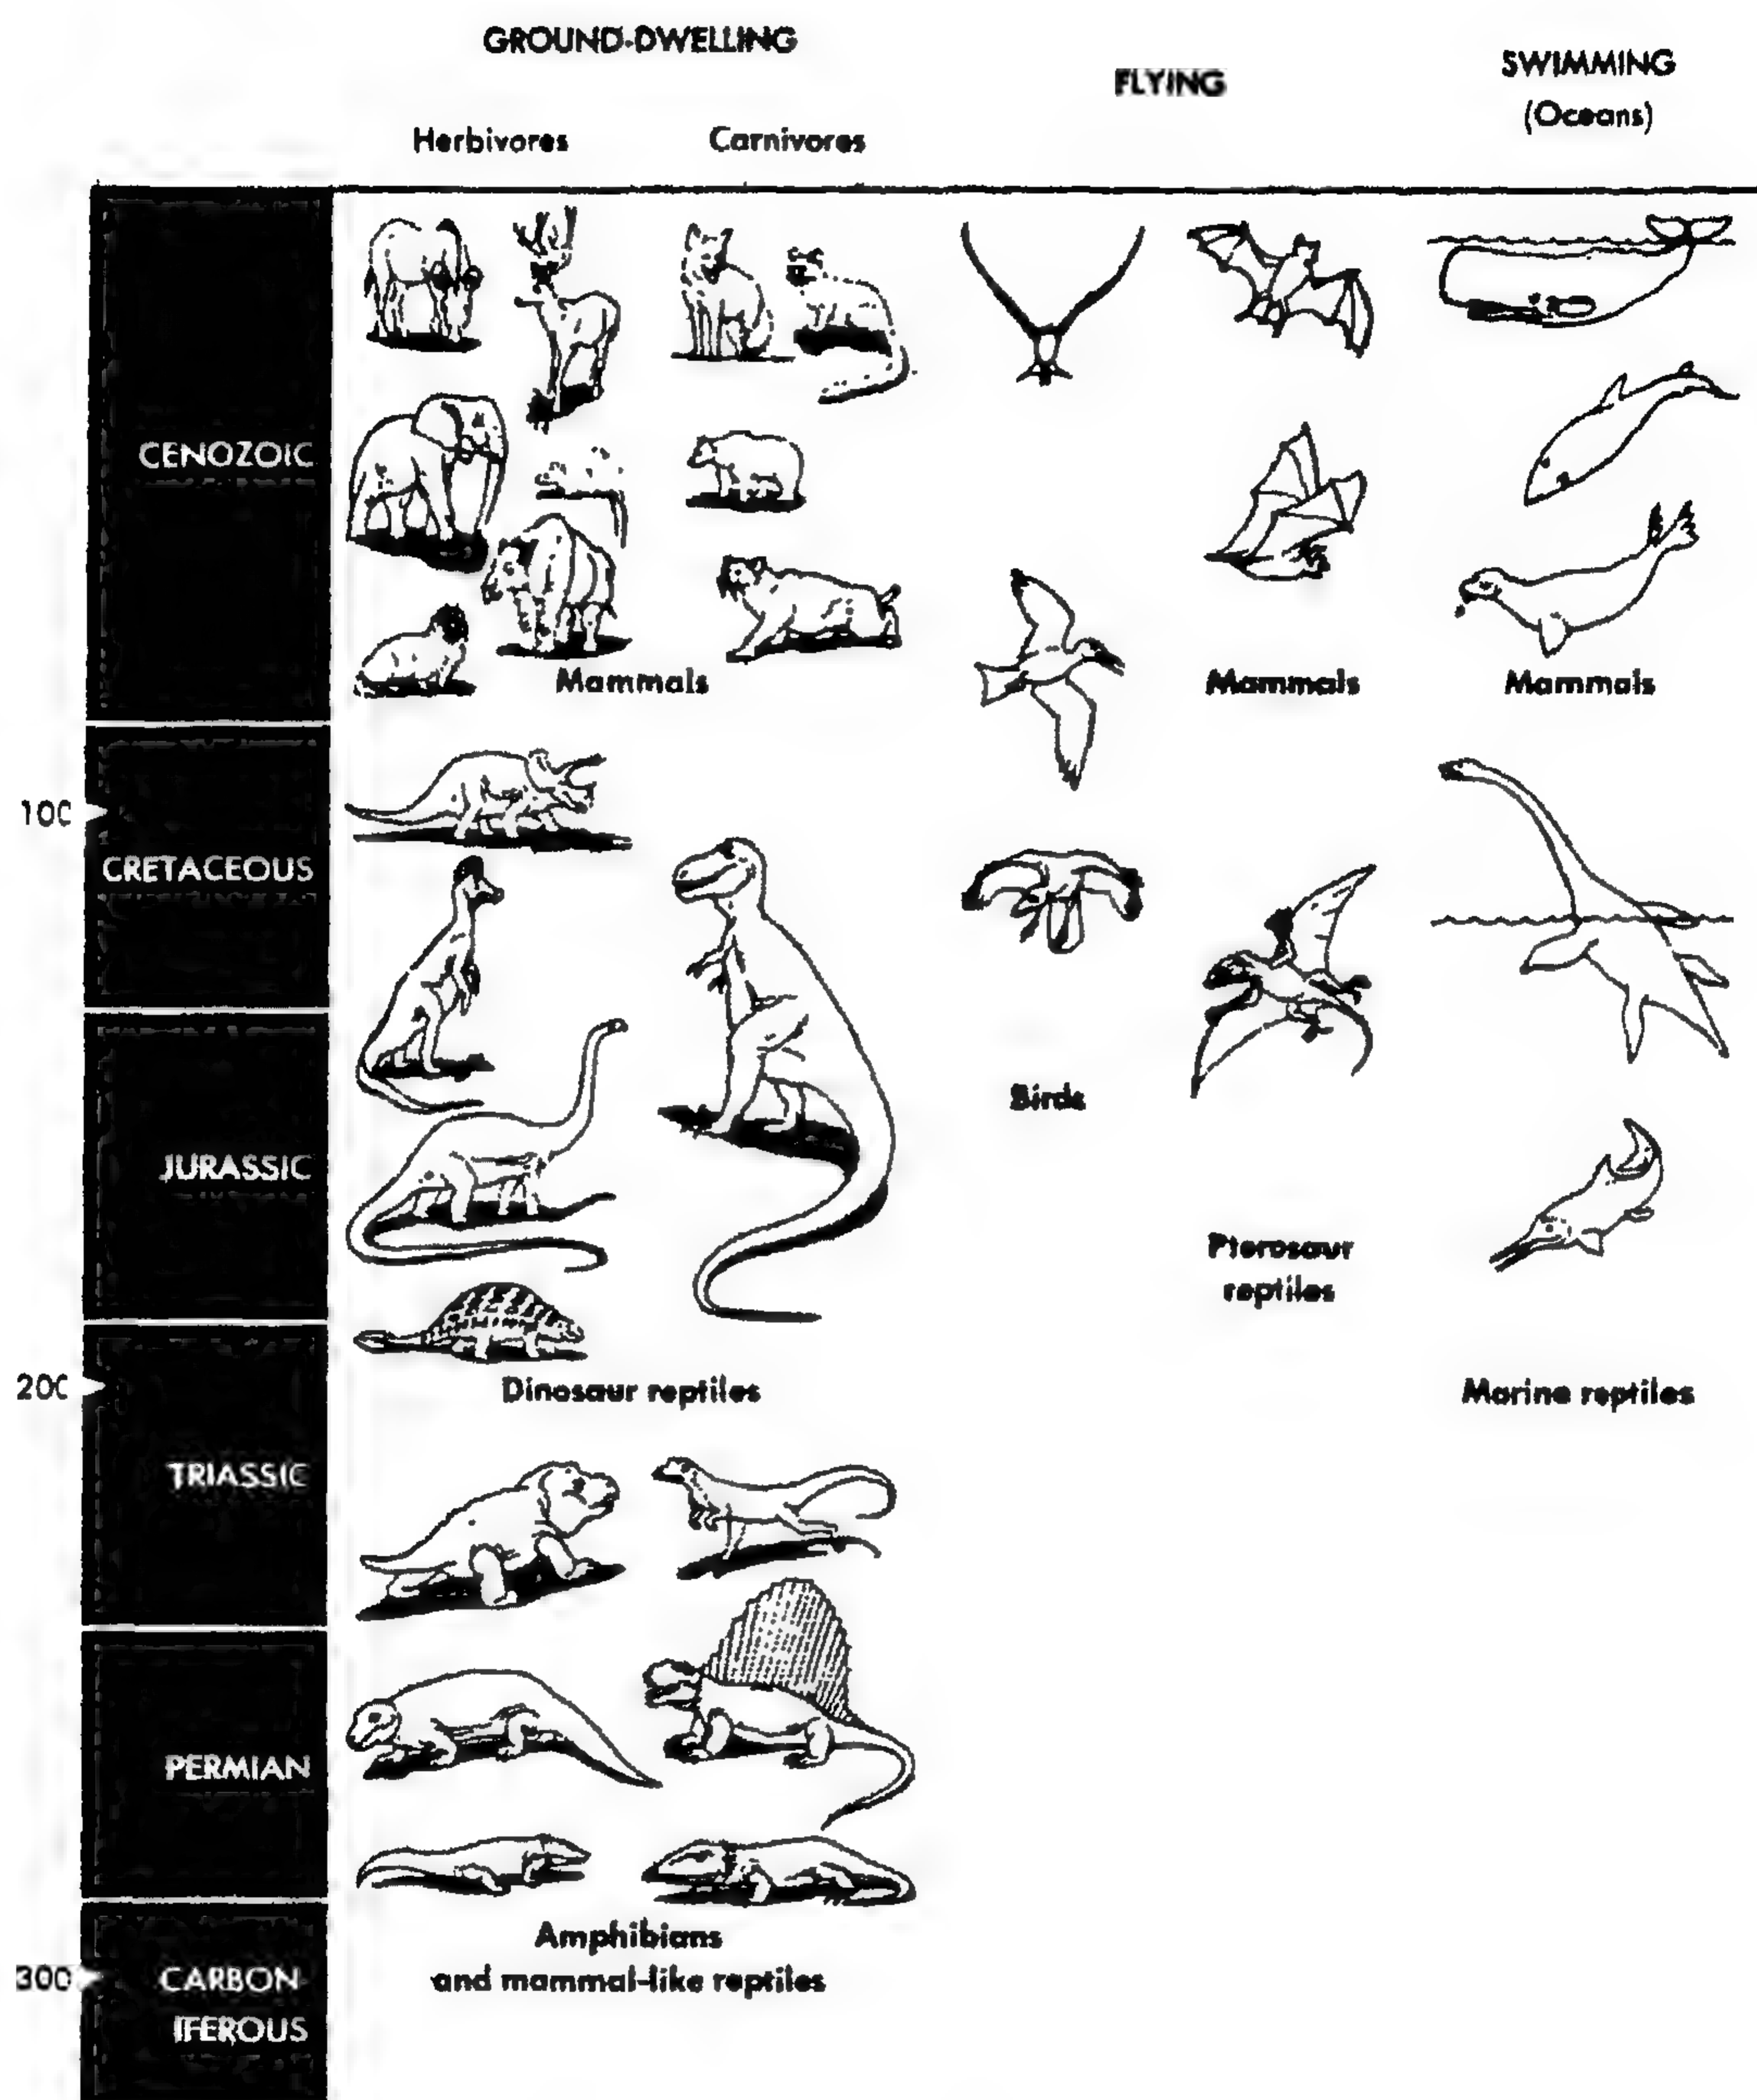 GROUND-DWELLING
FLYING
SWIMMING
(Oceans)
Herbivores
Carnivores
CENOZOIC
Mammals
Mammals
Mammals
100
CRETACEOUS
Birds
JURASSIC
Pterosaur
reptiles
200
Dinosaur reptiles
Marine reptiles
TRIASSIC
PERMIAN
Amphibians
and mammal-like reptiles
300
CARBON
IFEROUS